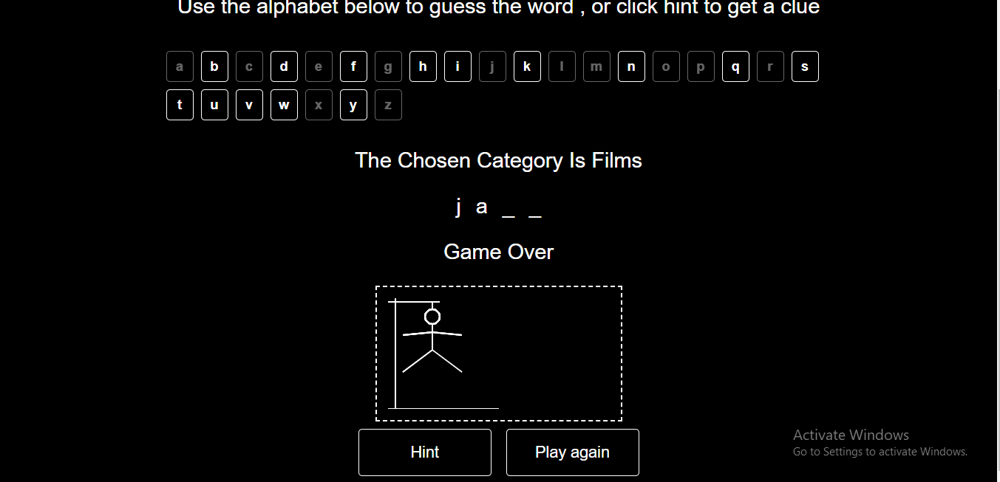 Use the alphabet below to guess the word , or click hint to get a clue
a b c d e f g h i j k l m n o p q r s
t u v w x y z
The Chosen Category Is Films
j a _ _
Game Over
Hint Play again
Activate Windows
Go to Settings to activate Windows.